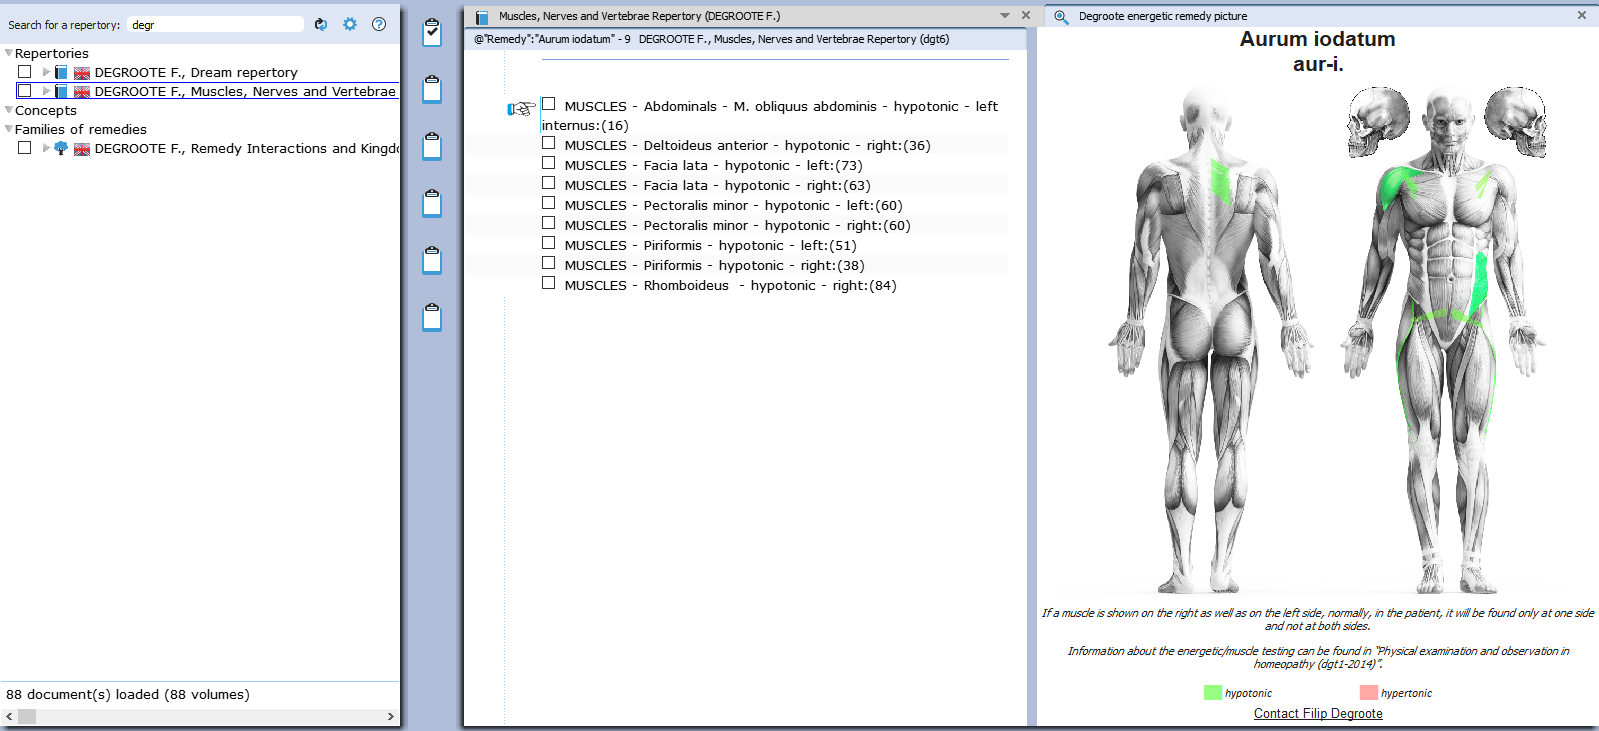 Search for a repertory: degr
Repertories
DEGROOTE F., Dream repertory
DEGROOTE F., Muscles, Nerves and Vertebrae
Concepts
Families of remedies
DEGROOTE F., Remedy Interactions and Kingdo
88 document(s) loaded (88 volumes)
Muscles, Nerves and Vertebrae Repertory (DEGROOTE F.)
@"Remedy":"Aurum iodatum" - 9 DEGROOTE F., Muscles, Nerves and Vertebrae Repertory (dgt6)
MUSCLES - Abdominals - M. obliquus abdominis - hypotonic - left
internus:(16)
MUSCLES - Deltoideus anterior - hypotonic - right:(36)
MUSCLES - Facia lata - hypotonic - left:(73)
MUSCLES - Facia lata - hypotonic - right:(63)
MUSCLES - Pectoralis minor - hypotonic - left:(60)
MUSCLES - Pectoralis minor - hypotonic - right:(60)
MUSCLES - Piriformis - hypotonic - left:(51)
MUSCLES - Piriformis - hypotonic - right:(38)
MUSCLES - Rhomboideus - hypotonic - right:(84)
Degroote energetic remedy picture
Aurum iodatum
aur-i.
If a muscle is shown on the right as well as on the left side, normally, in the patient, it will be found only at one side
and not at both sides.
Information about the energetic/muscle testing can be found in "Physical examination and observation in
homeopathy (dgt1-2014)".
hypotonic hypertonic
Contact Filip Degroote